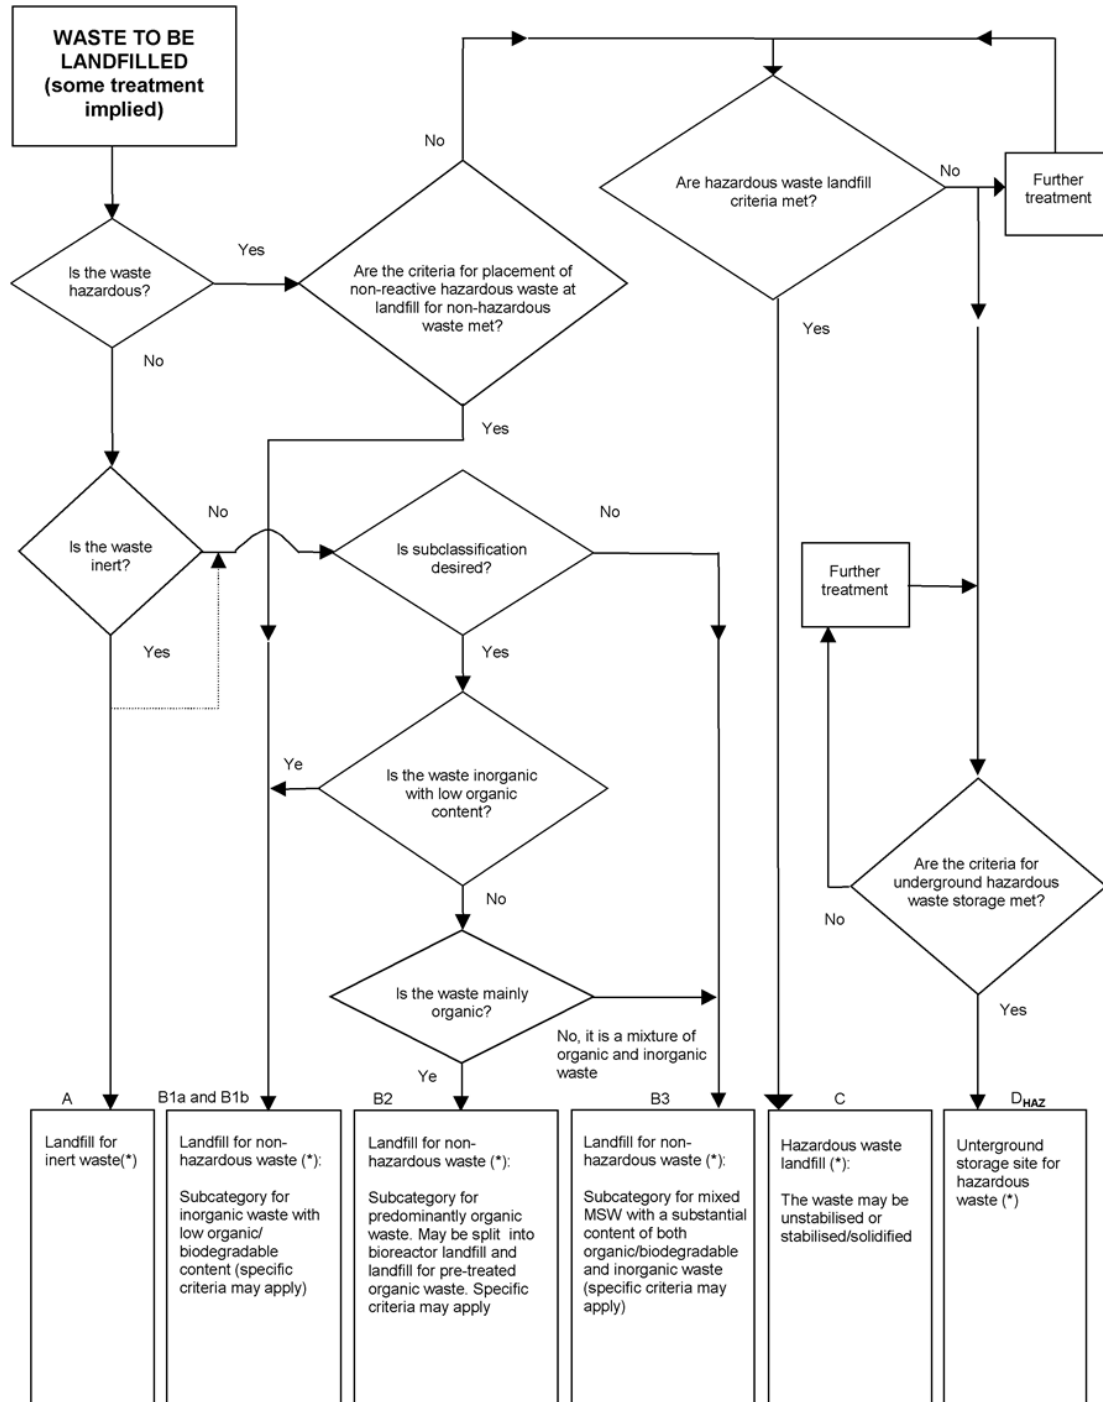 WASTE TO BE
LANDFILLED
(some treatment
implied)
No
Are hazardous waste landfill
criteria met?
No
Further
treatment
Is the waste
hazardous?
Yes
Are the criteria for placement of
non-reactive hazardous waste at
landfill for non-hazardous
waste met?
Yes
No
Yes
Is the waste
inert?
No
Is subclassification
desired?
No
Further
treatment
Yes
Yes
Ye
Is the waste inorganic
with low organic
content?
Are the criteria for
underground hazardous
waste storage met?
No
No
Is the waste mainly
organic?
Yes
No, it is a mixture of
organic and inorganic
waste
Ye
A
B1a and B1b
B2
B3
C
DHAZ
Landfill for
inert waste(*)
Landfill for non-
hazardous waste (*):
Subcategory for
inorganic waste with
low organic/
biodegradable
content (specific
criteria may apply)
Landfill for non-
hazardous waste (*):
Subcategory for
predominantly organic
waste. May be split into
bioreactor landfill and
landfill for pre-treated
organic waste. Specific
criteria may apply
Landfill for non-
hazardous waste (*):
Subcategory for mixed
MSW with a substantial
content of both
organic/biodegradable
and inorganic waste
(specific criteria may
apply)
Hazardous waste
landfill (*):
The waste may be
unstabilised or
stabilised/solidified
Unterground
storage site for
hazardous
waste (*)